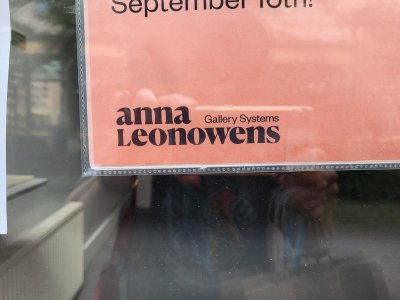 September 10th!
anna Gallery Systems
Leonowens